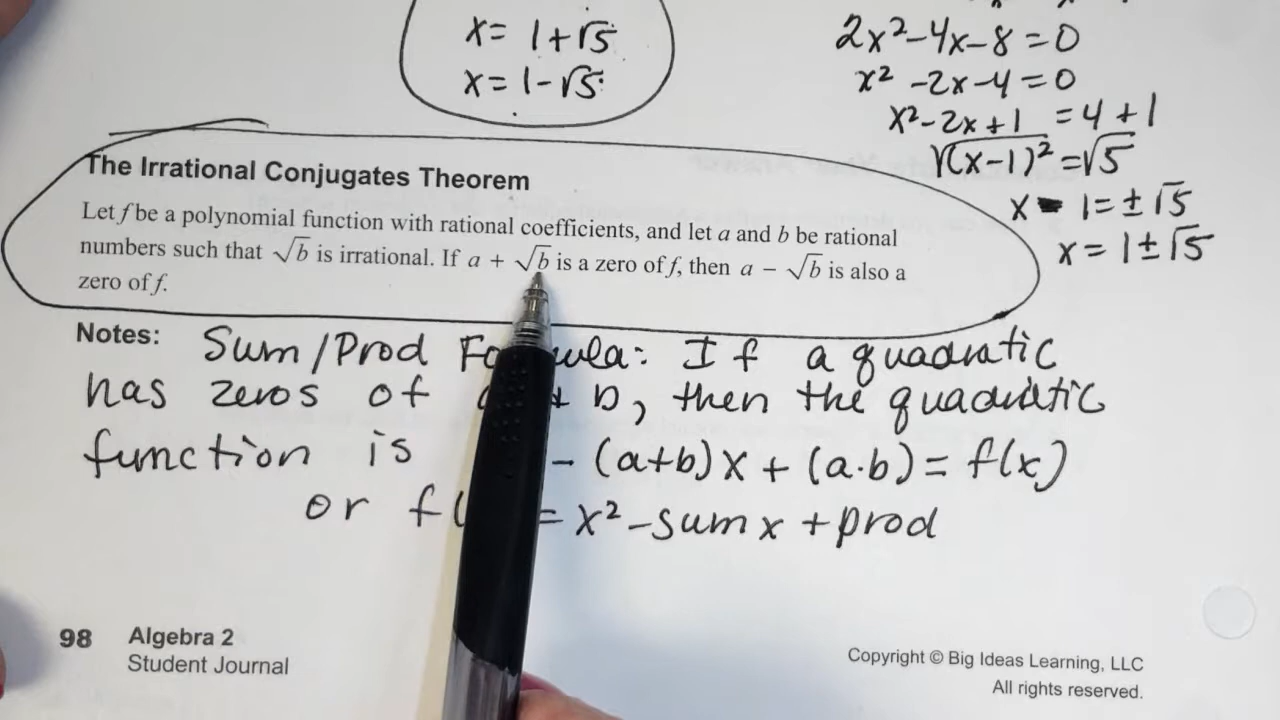 x = 1+√5
x = 1-√5
2x²-4x-8=0
x² -2x-4=0
x²-2x+1 =4+1
√(x-1)² =√5
x - 1=±√5
x = 1±√5
The Irrational Conjugates Theorem
Let f be a polynomial function with rational coefficients, and let a and b be rational
numbers such that √b is irrational. If a + √b is a zero of f, then a − √b is also a
zero of f.
Notes: Sum/Prod If a quadratic
has zeros of b, then the quadratic
function is - (a+b)x + (a·b) = f(x)
or = x² -sum x + prod
98 Algebra 2
Student Journal
Copyright © Big Ideas Learning, LLC
All rights reserved.